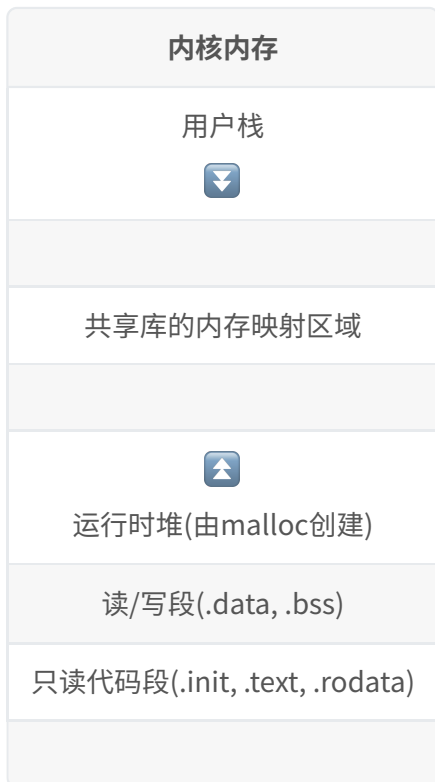 内核内存
用户栈
⏬
共享库的内存映射区域
⏫
运行时堆(由malloc创建)
读/写段(.data, .bss)
只读代码段(.init, .text, .rodata)